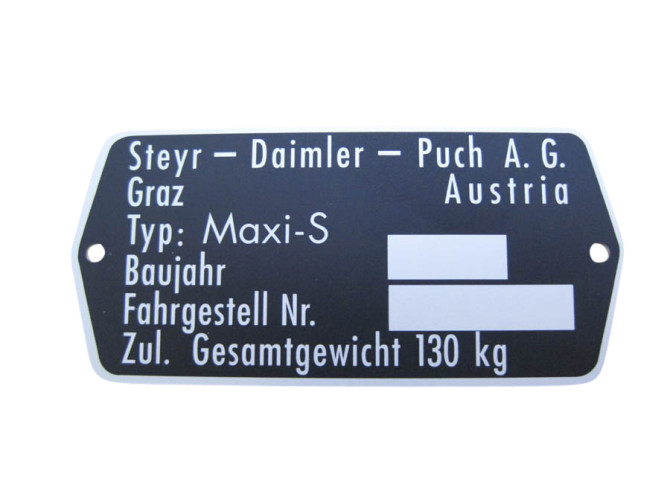 Steyr – Daimler – Puch A. G.
Graz Austria
Typ: Maxi-S
Baujahr
Fahrgestell Nr.
Zul. Gesamtgewicht 130 kg